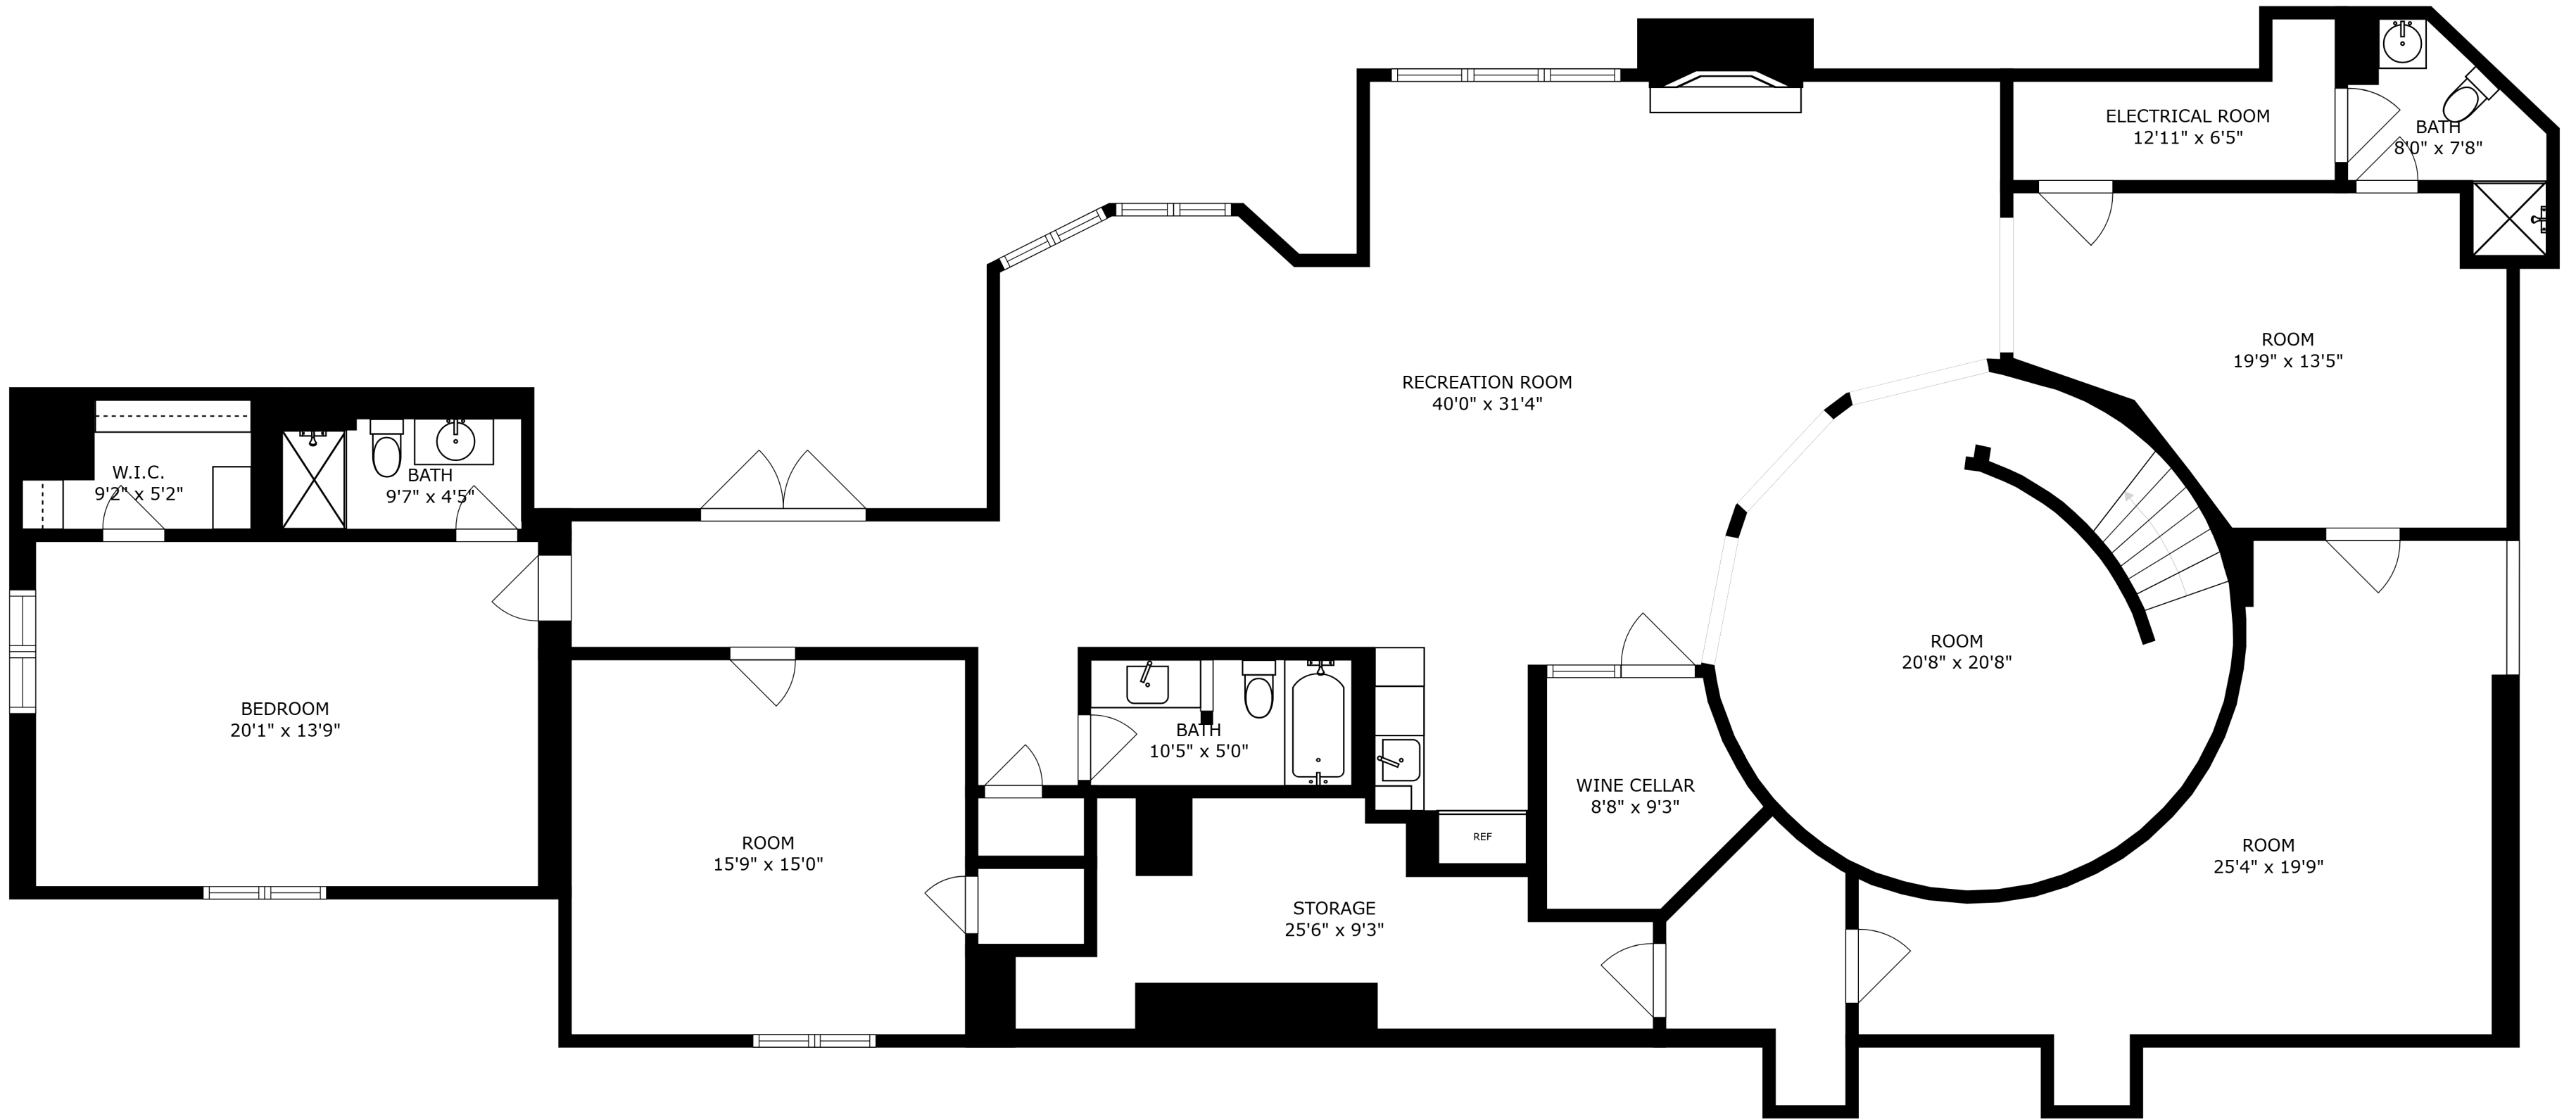 ELECTRICAL ROOM
12'11" x 6'5"
BATH
8'0" x 7'8"
ROOM
19'9" x 13'5"
RECREATION ROOM
40'0" x 31'4"
W.I.C.
9'2" x 5'2"
BATH
9'7" x 4'5"
ROOM
20'8" x 20'8"
BEDROOM
20'1" x 13'9"
BATH
10'5" x 5'0"
WINE CELLAR
8'8" x 9'3"
REF
ROOM
15'9" x 15'0"
ROOM
25'4" x 19'9"
STORAGE
25'6" x 9'3"